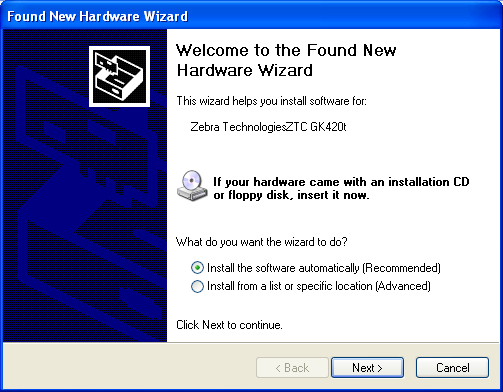 Found New Hardware Wizard
Welcome to the Found New
Hardware Wizard
This wizard helps you install software for:
Zebra TechnologiesZTC GK420t
If your hardware came with an installation CD
or floppy disk, insert it now.
What do you want the wizard to do?
Install the software automatically (Recommended)
Install from a list or specific location (Advanced)
Click Next to continue.
< Back Next > Cancel